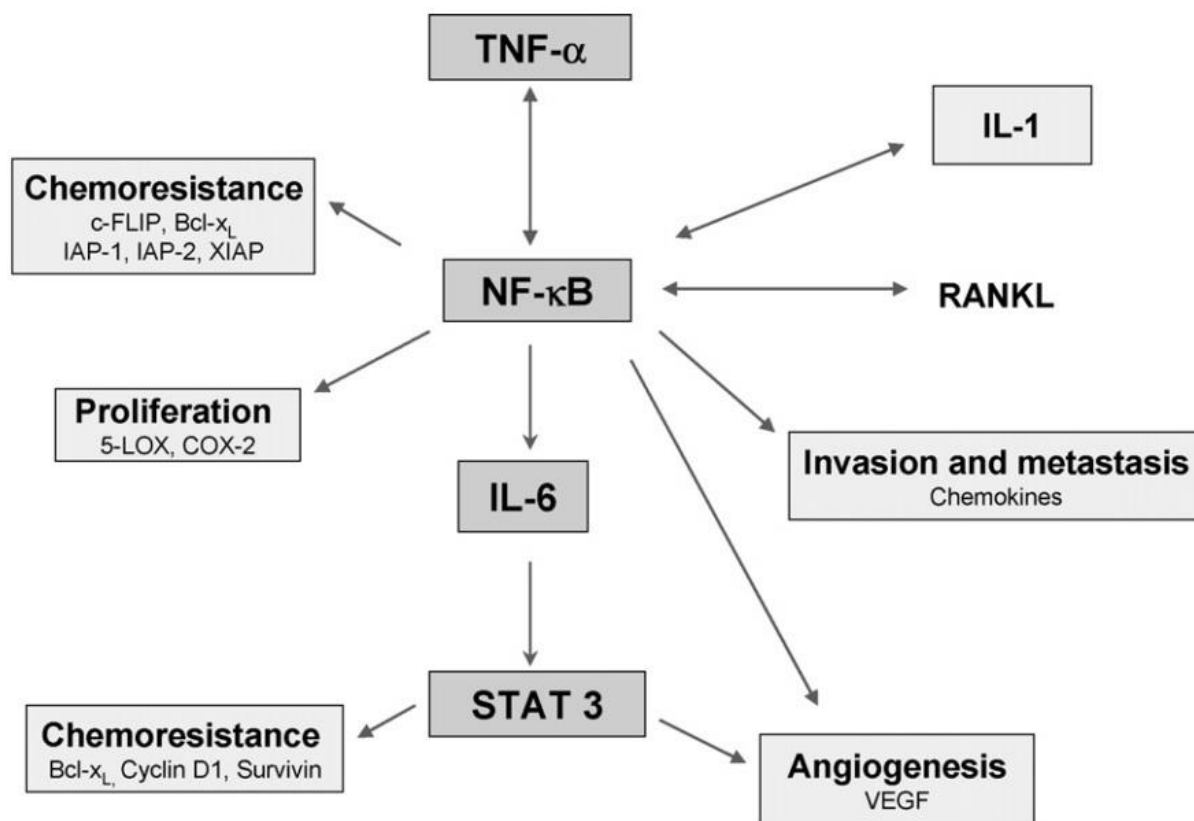 TNF-α
IL-1
Chemoresistance
c-FLIP, Bcl-xL
IAP-1, IAP-2, XIAP
NF-κB
RANKL
Proliferation
5-LOX, COX-2
Invasion and metastasis
Chemokines
IL-6
STAT 3
Chemoresistance
Bcl-xL, Cyclin D1, Survivin
Angiogenesis
VEGF